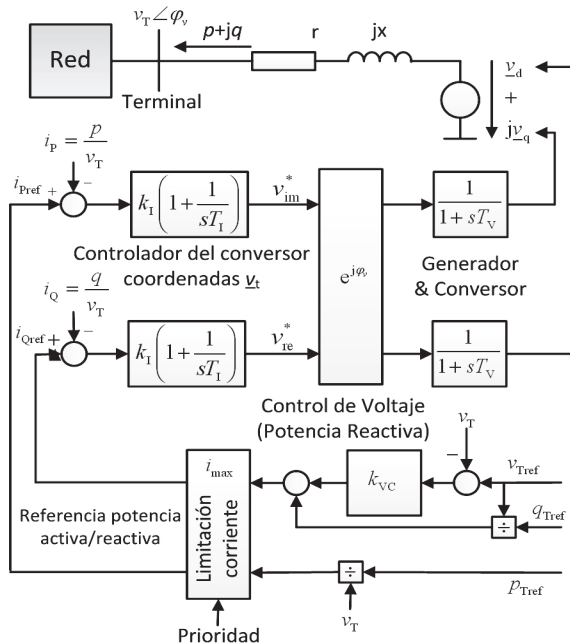 v_T∠φ_v
p+jq
r
jx
Red
Terminal
v_d
+
jv_q
i_P = p/v_T
i_Pref
+
−
k_I(1+1/sT_I)
v*_im
1/(1+sT_V)
Controlador del conversor
coordenadas v_t
e^jφ_v
Generador
& Conversor
i_Q = q/v_T
i_Qref
+
−
k_I(1+1/sT_I)
v*_re
1/(1+sT_V)
Control de Voltaje
(Potencia Reactiva)
v_T
−
i_max
k_VC
v_Tref
Referencia potencia
activa/reactiva
Limitación
corriente
÷
q_Tref
÷
p_Tref
v_T
Prioridad